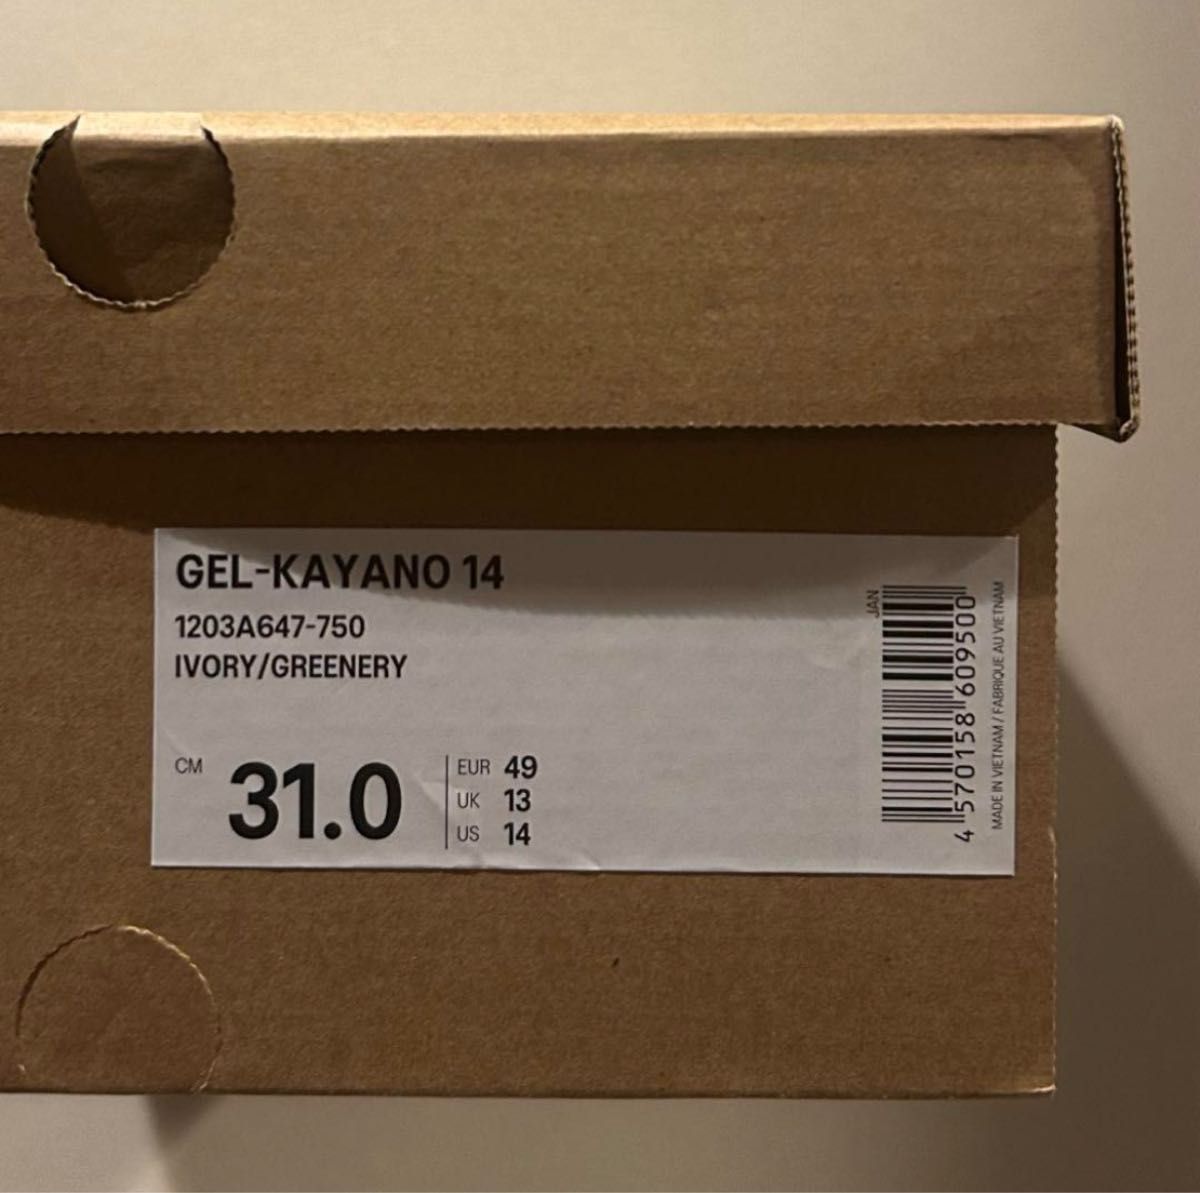 GEL-KAYANO 14
1203A647-750
IVORY/GREENERY
CM 31.0
EUR 49
UK 13
US 14
JAN
4 570158 609500
MADE IN VIETNAM / FABRIQUE AU VIETNAM